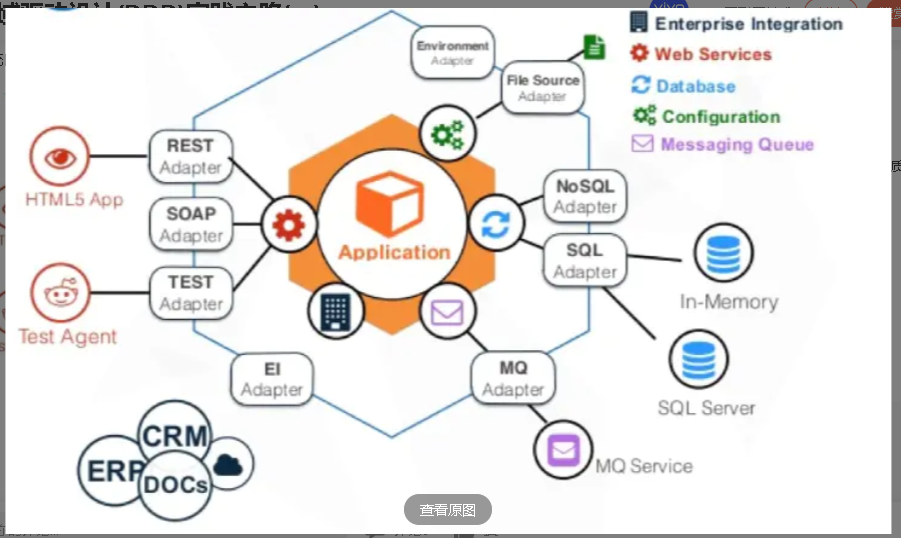 Enterprise Integration
Web Services
Database
Configuration
Messaging Queue
Environment
Adapter
File Source
Adapter
REST
Adapter
HTML5 App
SOAP
Adapter
TEST
Adapter
Test Agent
Application
NoSQL
Adapter
SQL
Adapter
In-Memory
SQL Server
EI
Adapter
MQ
Adapter
MQ Service
CRM
ERP
DOCs
查看原图